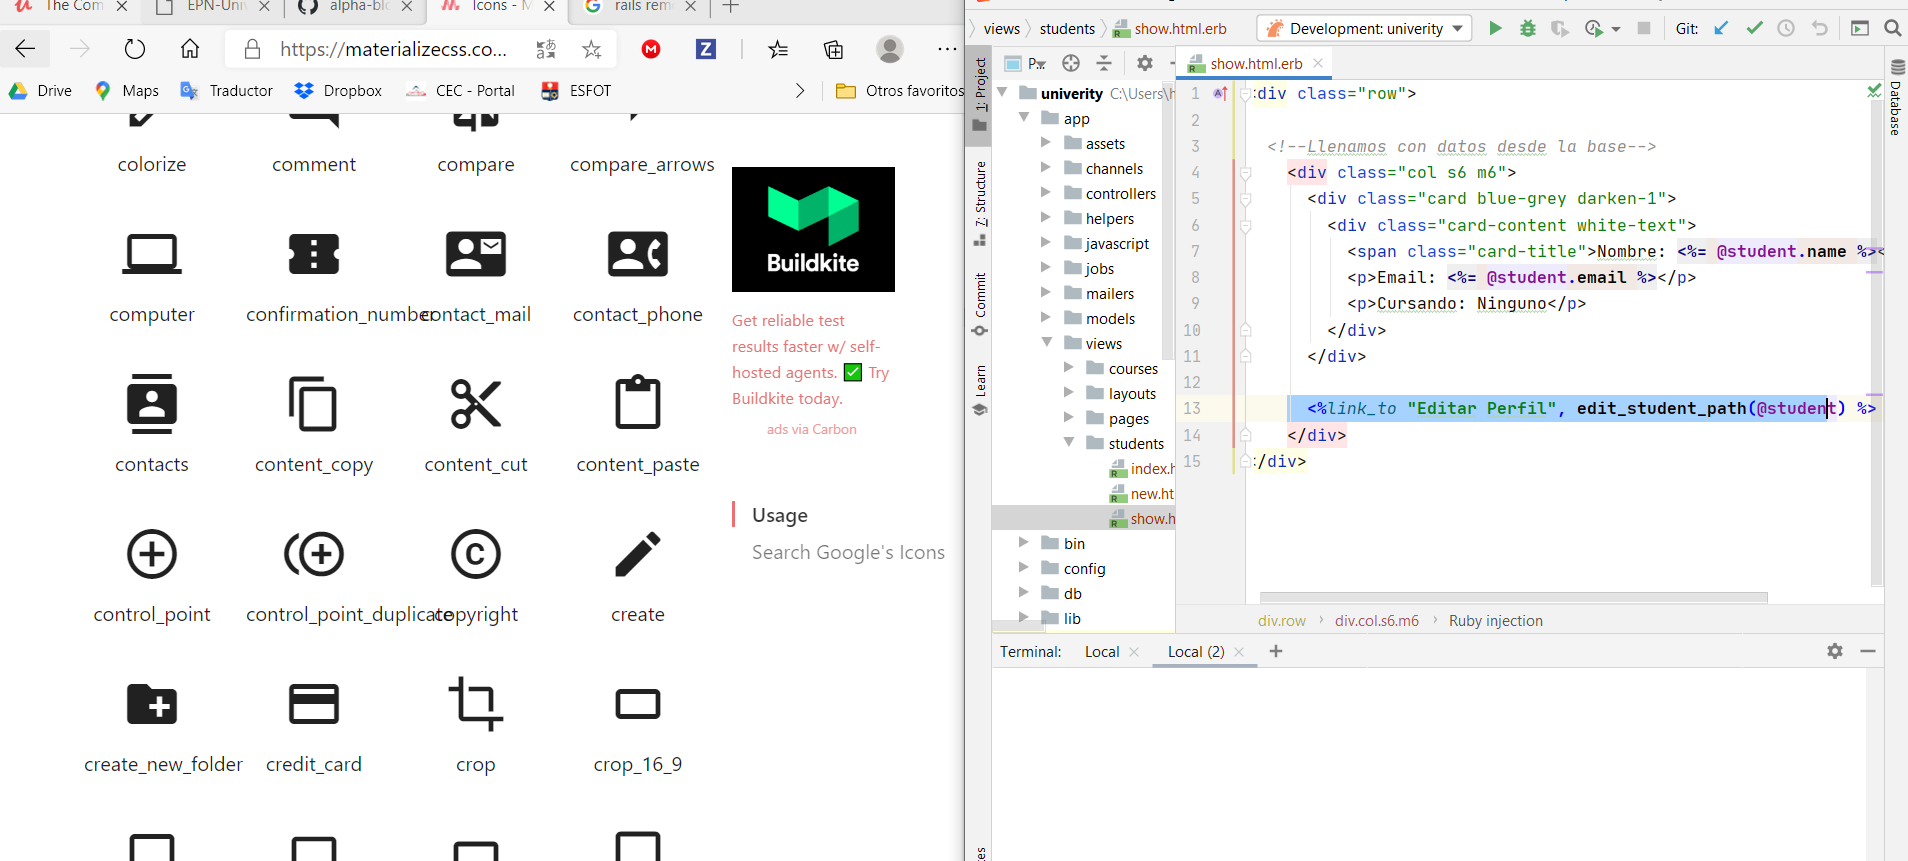 The Com
EPN-Univ
alpha-blo
Icons - M
rails rem
https://materializecss.co...
Drive
Maps
Traductor
Dropbox
CEC - Portal
ESFOT
Otros favoritos
colorize
comment
compare
compare_arrows
computer
confirmation_number
contact_mail
contact_phone
contacts
content_copy
content_cut
content_paste
control_point
control_point_duplicate
copyright
create
create_new_folder
credit_card
crop
crop_16_9
Buildkite
Get reliable test
results faster w/ self-
hosted agents. ✅ Try
Buildkite today.
ads via Carbon
Usage
Search Google's Icons
views
students
show.html.erb
Development: univerity
Git:
1: Project
Z: Structure
Commit
Learn
P
univerity C:\Users\h
app
assets
channels
controllers
helpers
javascript
jobs
mailers
models
views
courses
layouts
pages
students
index.h
new.ht
show.h
bin
config
db
lib
show.html.erb
1 <div class="row">
2
3 <!--Llenamos con datos desde la base-->
4 <div class="col s6 m6">
5 <div class="card blue-grey darken-1">
6 <div class="card-content white-text">
7 <span class="card-title">Nombre: <%= @student.name %><
8 <p>Email: <%= @student.email %></p>
9 <p>Cursando: Ninguno</p>
10 </div>
11 </div>
12
13 <%link_to "Editar Perfil", edit_student_path(@student) %>
14 </div>
15 </div>
div.row
div.col.s6.m6
Ruby injection
Terminal:
Local
Local (2)
Database